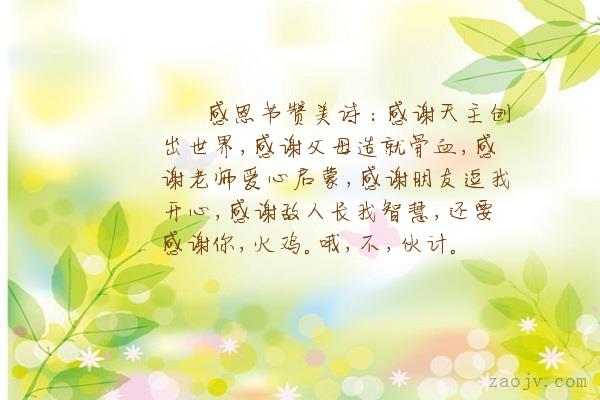 感恩节赞美诗：感谢天主创
出世界,感谢父母造就骨血,感
谢老师爱心启蒙,感谢朋友逗我
开心,感谢敌人长我智慧,还要
感谢你,火鸡。哦,不,伙计。
zaojv.com